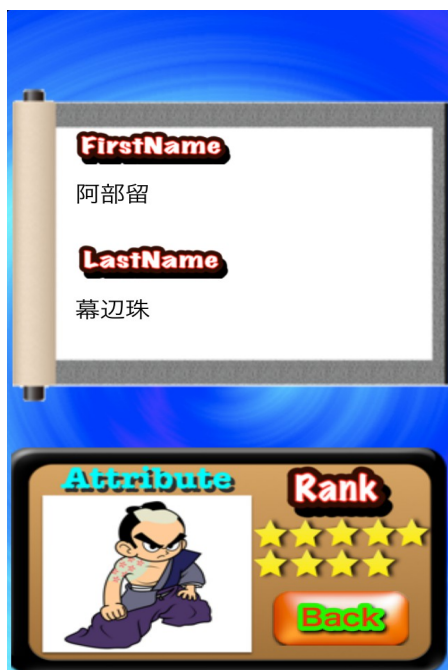 FirstName
阿部留
LastName
幕辺珠
Attribute
Rank
Back